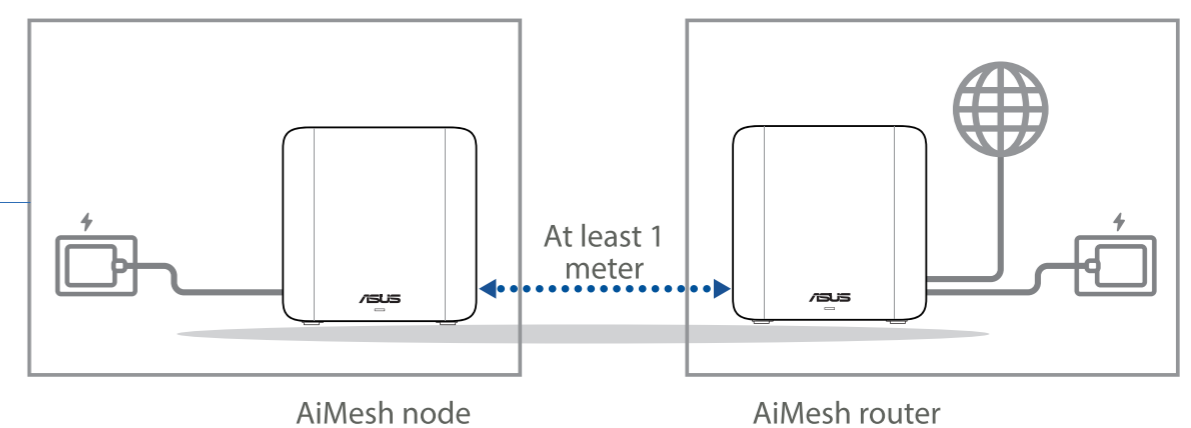 At least 1
meter
ASUS
ASUS
AiMesh node
AiMesh router